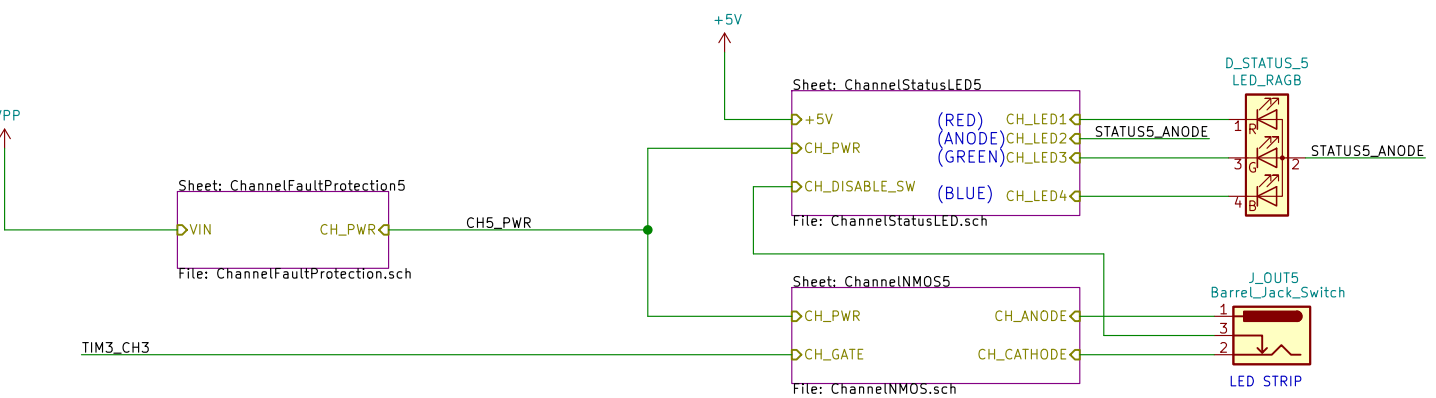 +5V
D_STATUS_5
LED_RAGB
Sheet: ChannelStatusLED5
+5V
(RED)
CH_LED1
1
R
(ANODE)
CH_LED2
STATUS5_ANODE
CH_PWR
(GREEN)
CH_LED3
3
G
2
STATUS5_ANODE
CH_DISABLE_SW
(BLUE)
CH_LED4
4
B
File: ChannelStatusLED.sch
Sheet: ChannelFaultProtection5
VIN
CH_PWR
CH5_PWR
File: ChannelFaultProtection.sch
Sheet: ChannelNMOS5
J_OUT5
Barrel_Jack_Switch
CH_PWR
CH_ANODE
1
3
TIM3_CH3
CH_GATE
CH_CATHODE
2
File: ChannelNMOS.sch
LED STRIP